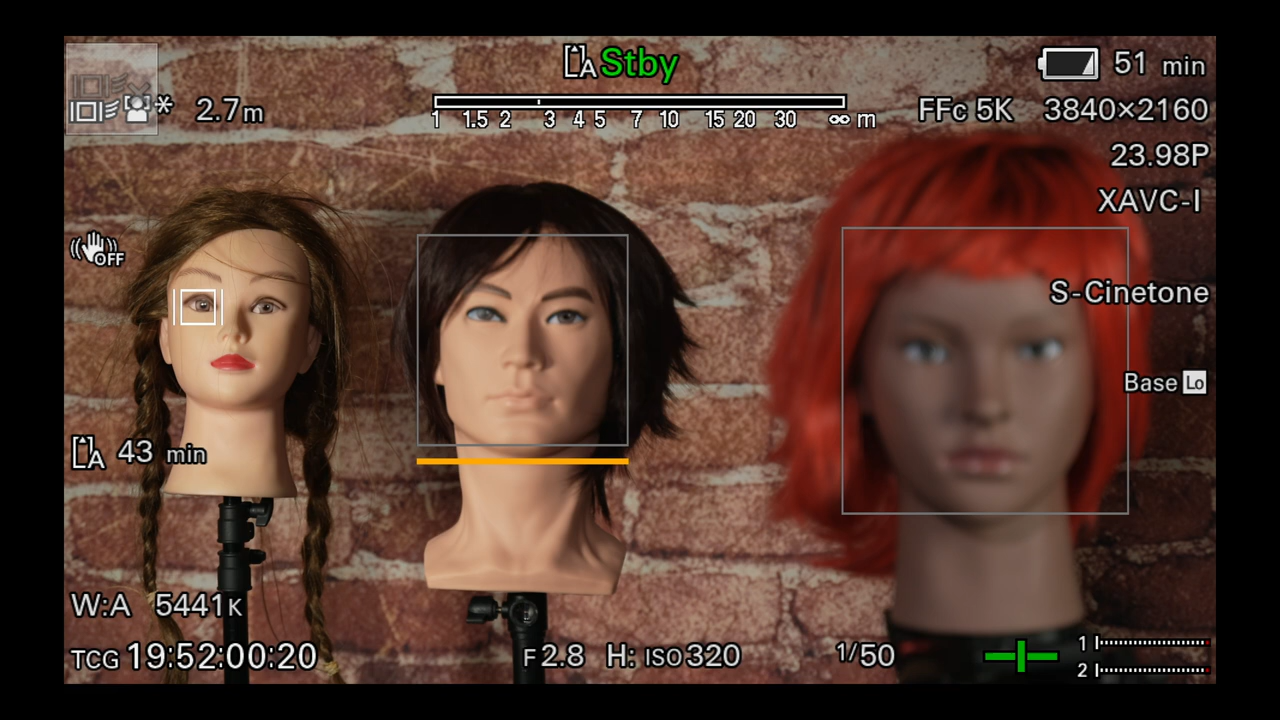 A Stby
51 min
2.7m
1 1.5 2 3 4 5 7 10 15 20 30 ∞ m
FFc 5K 3840×2160
23.98P
XAVC-I
OFF
S-Cinetone
Base Lo
A 43 min
W:A 5441K
TCG 19:52:00:20
F2.8 H: ISO320
1/50
1
2